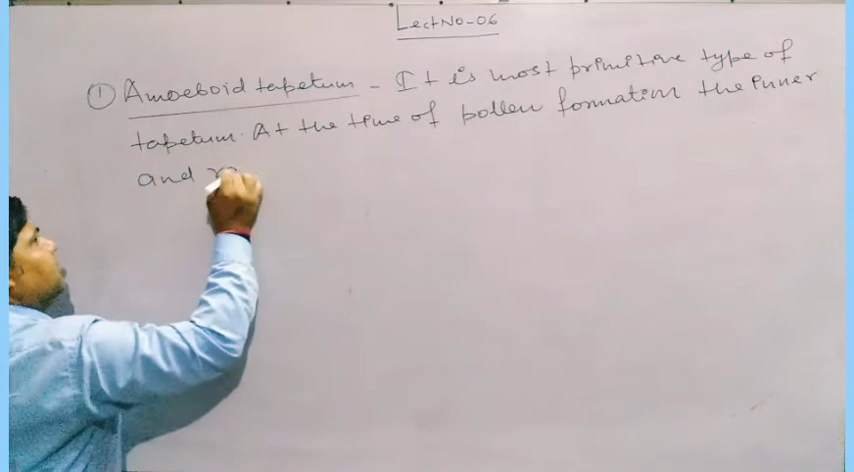 Lect No-06
① Amoeboid tapetum - It is most primitive type of
tapetum. At the time of pollen formation the inner
and